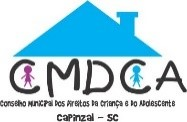 CMDCA
Conselho Municipal dos Direitos da Criança e do Adolescente
Capinzal - SC